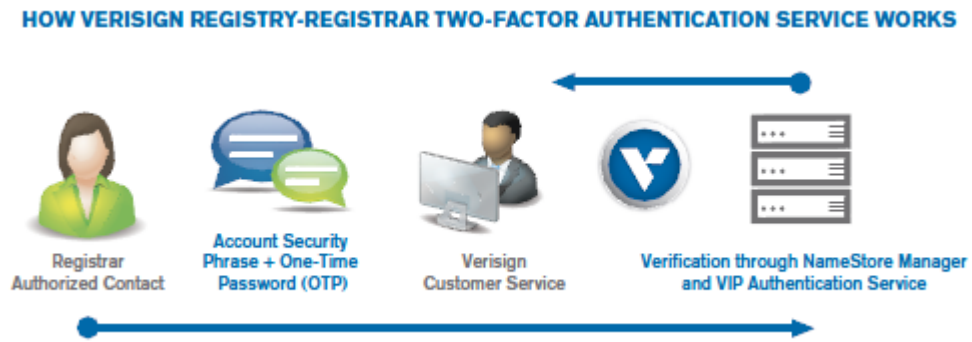 HOW VERISIGN REGISTRY-REGISTRAR TWO-FACTOR AUTHENTICATION SERVICE WORKS
Registrar
Authorized Contact
Account Security
Phrase + One-Time
Password (OTP)
Verisign
Customer Service
Verification through NameStore Manager
and VIP Authentication Service